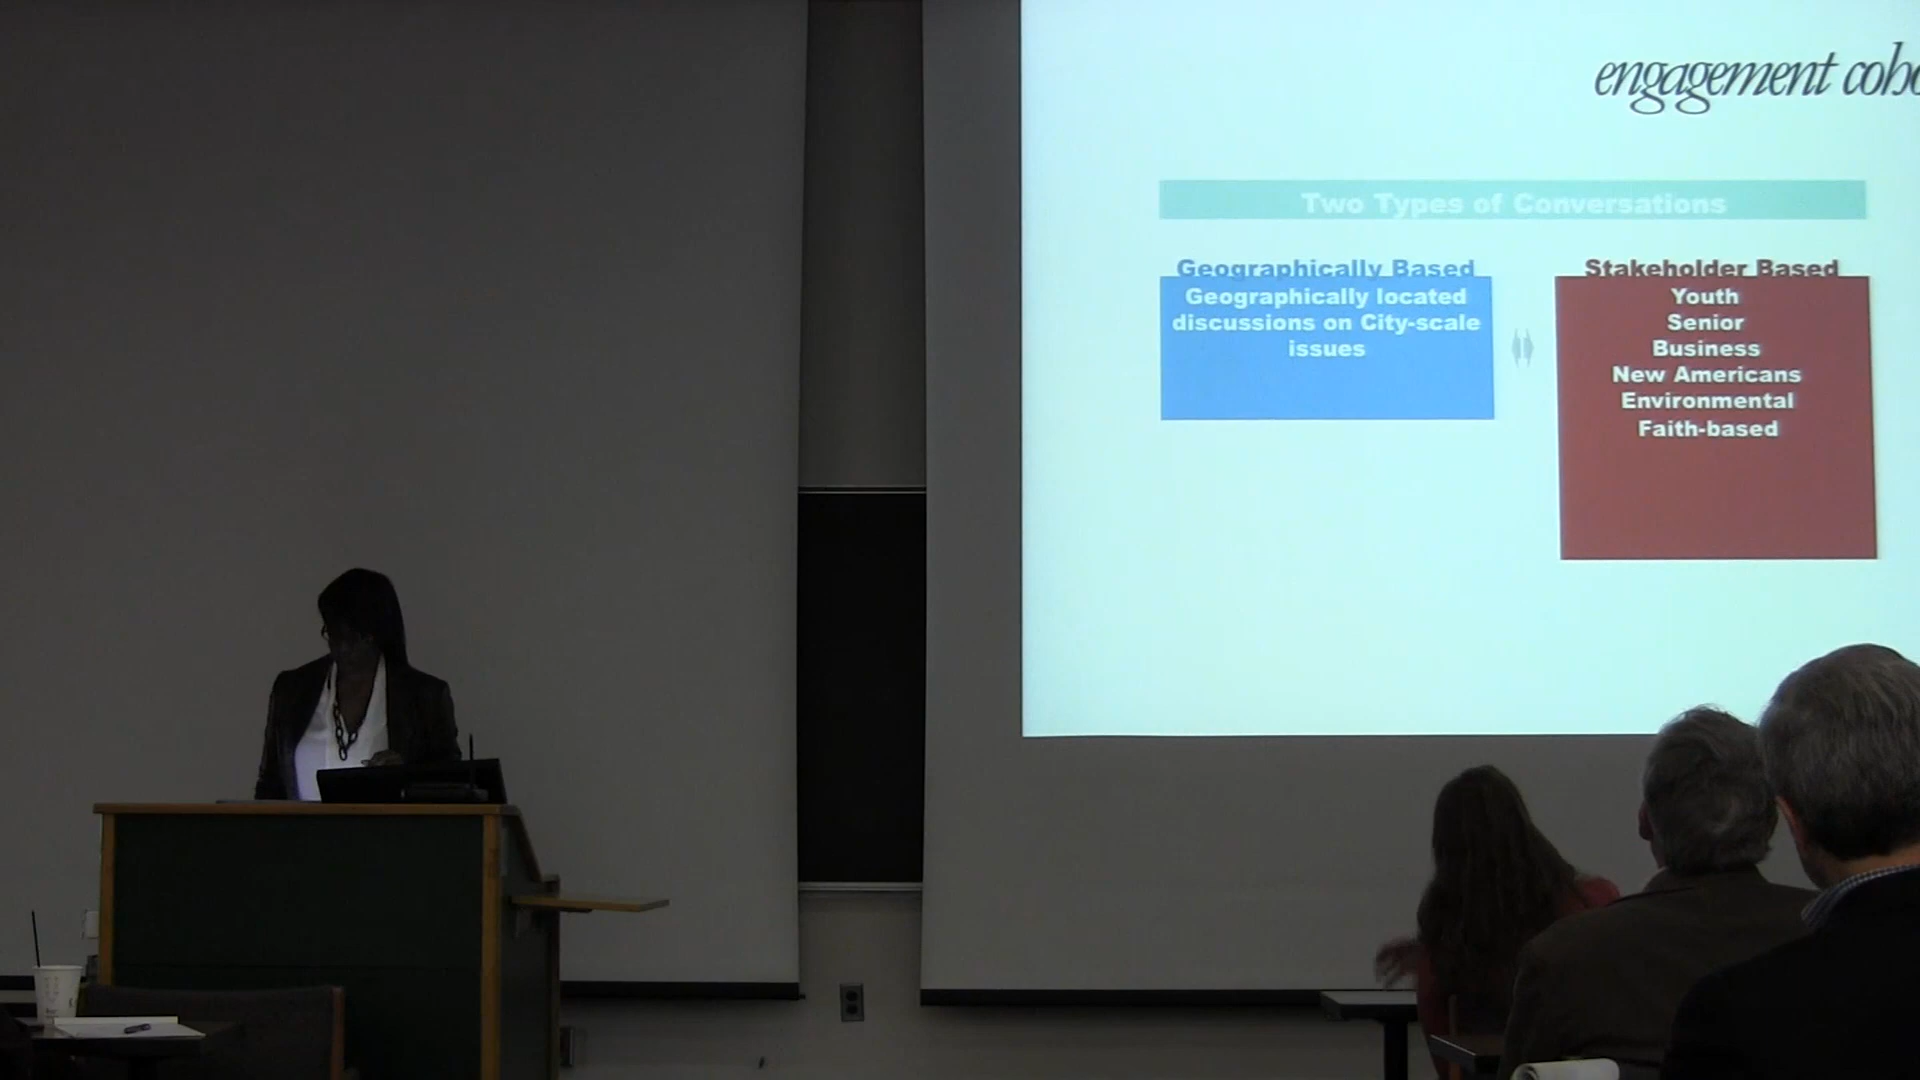 engagement
Two Types of Conversations
Geographically Based
Geographically located
discussions on City-scale
issues
Stakeholder Based
Youth
Senior
Business
New Americans
Environmental
Faith-based